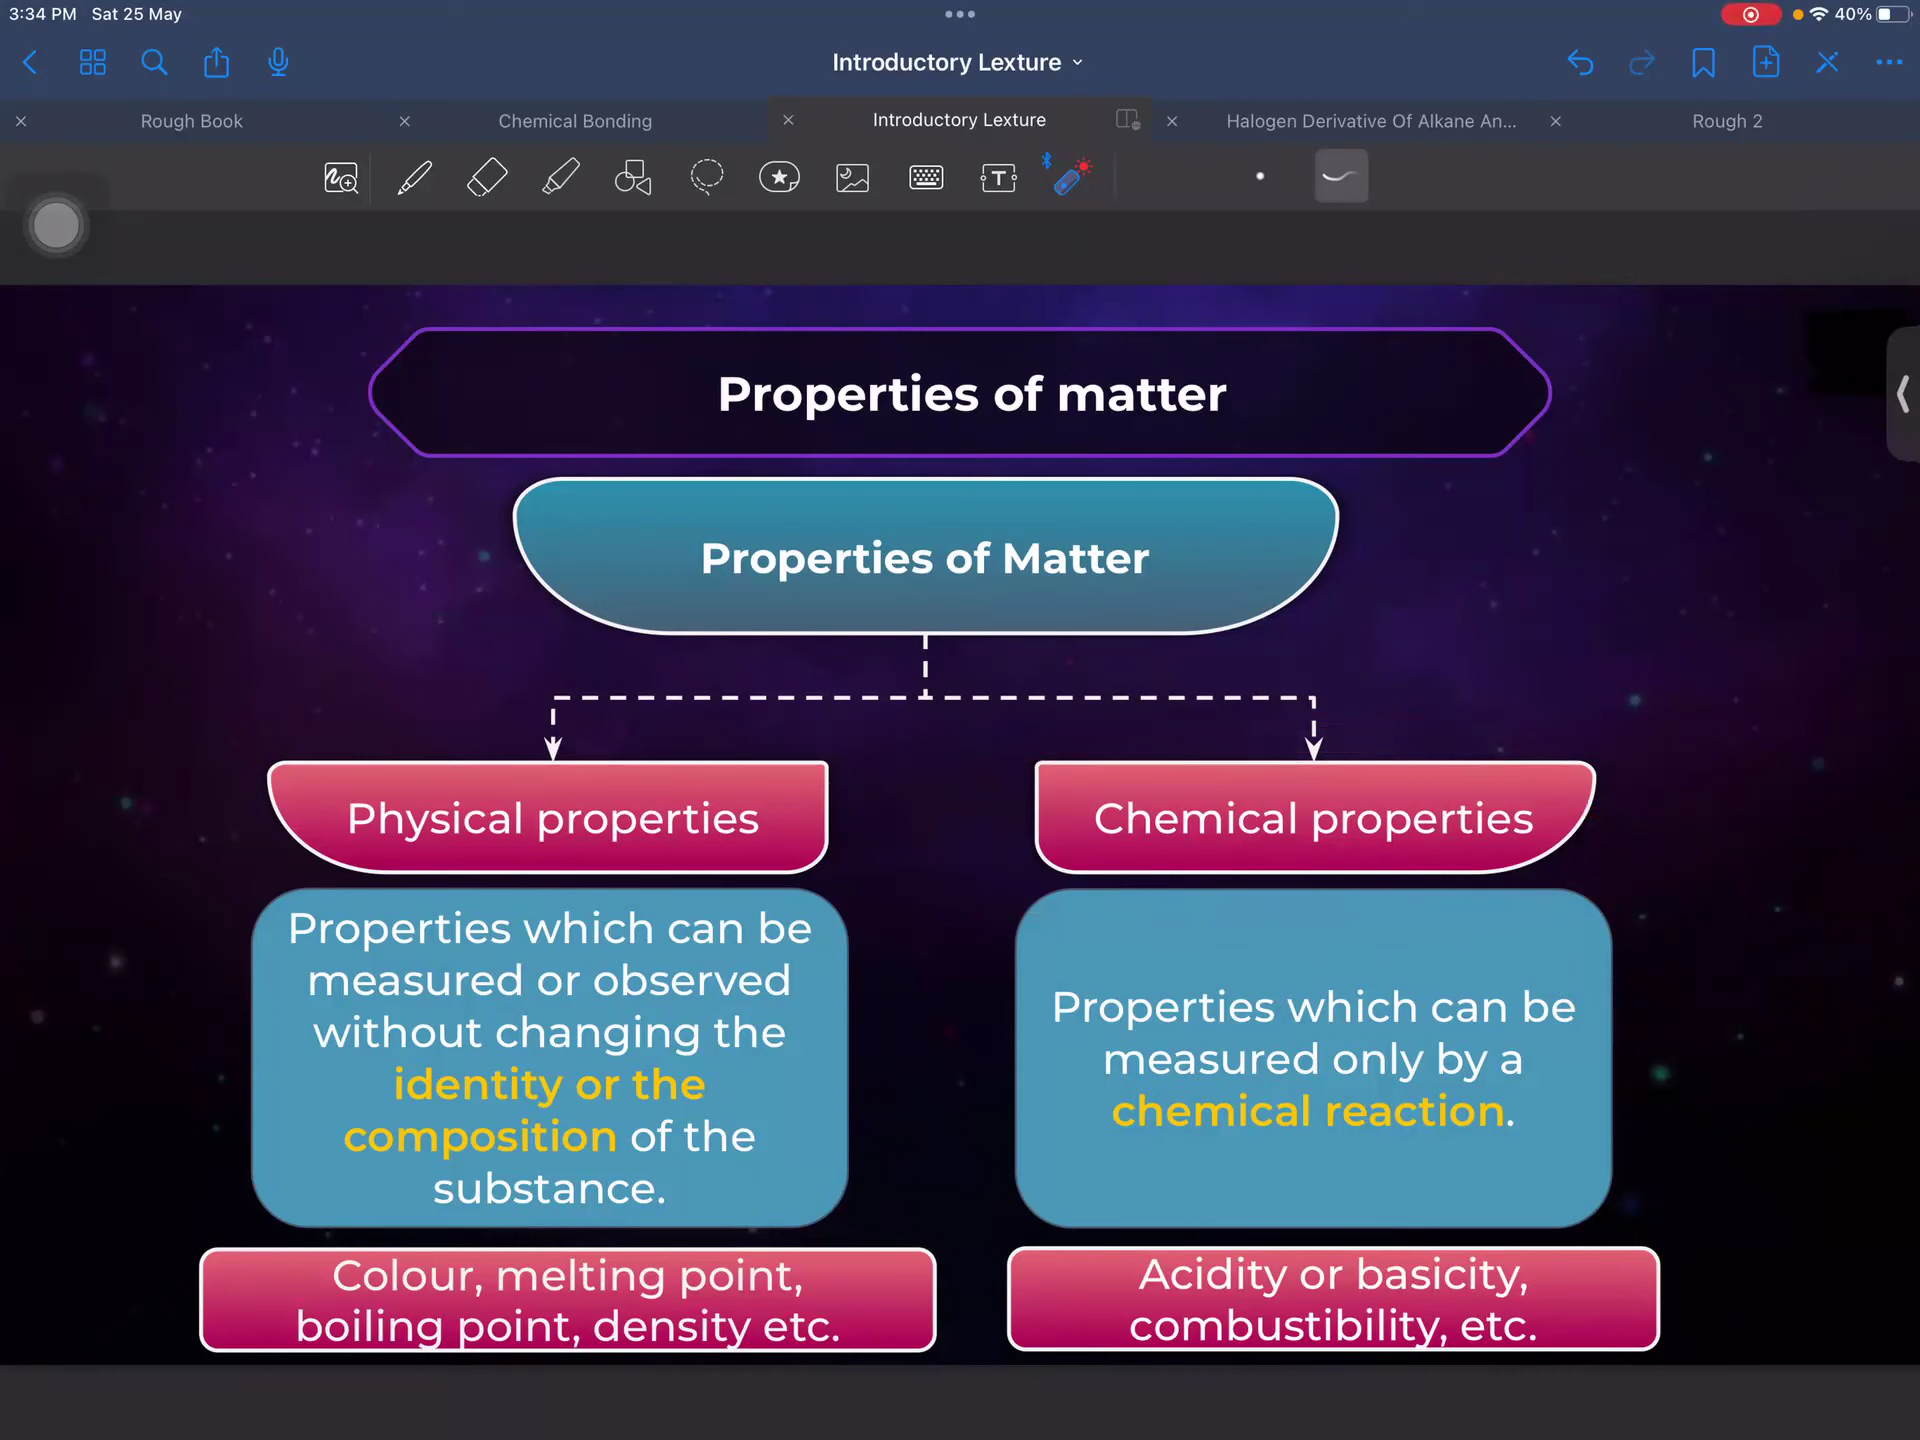 3:34 PM Sat 25 May
40%
Introductory Lexture
Rough Book
Chemical Bonding
Introductory Lexture
Halogen Derivative Of Alkane An...
Rough 2
T
Properties of matter
Properties of Matter
Physical properties
Chemical properties
Properties which can be
measured or observed
without changing the
identity or the
composition of the
substance.
Properties which can be
measured only by a
chemical reaction.
Colour, melting point,
boiling point, density etc.
Acidity or basicity,
combustibility, etc.